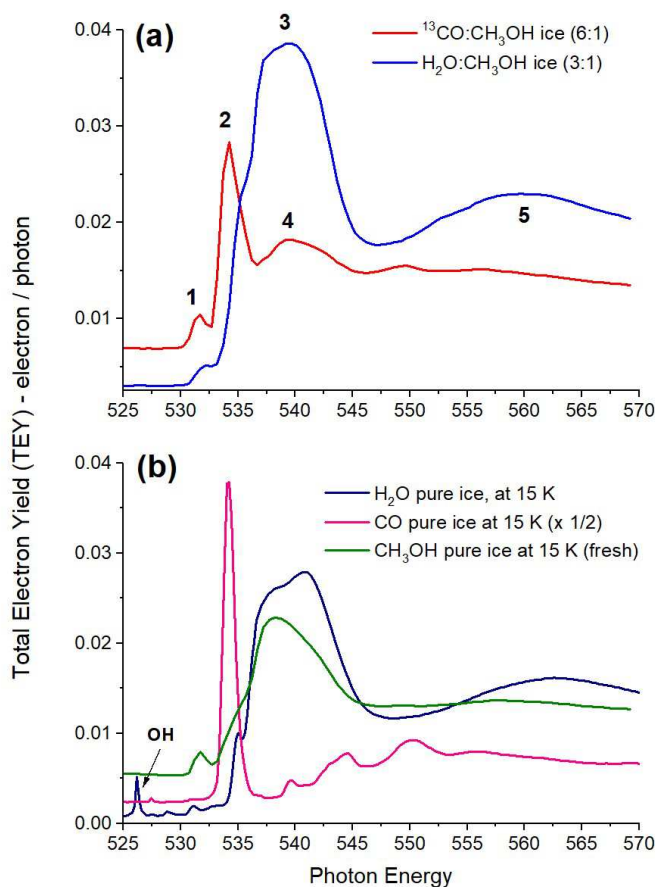 (a)
¹³CO:CH₃OH ice (6:1)
H₂O:CH₃OH ice (3:1)
1
2
3
4
5
0.04
0.03
0.02
0.01
525 530 535 540 545 550 555 560 565 570
Total Electron Yield (TEY) - electron / photon
(b)
H₂O pure ice, at 15 K
CO pure ice at 15 K (x 1/2)
CH₃OH pure ice at 15 K (fresh)
OH
0.04
0.03
0.02
0.01
0.00
525 530 535 540 545 550 555 560 565 570
Photon Energy